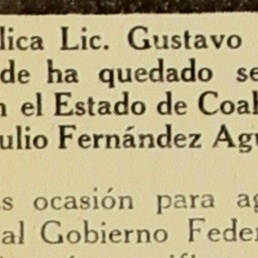 lica Lic. Gustavo
de ha quedado se
n el Estado de Coah
ulio Fernández Agu
s ocasión para ag
al Gobierno Feder